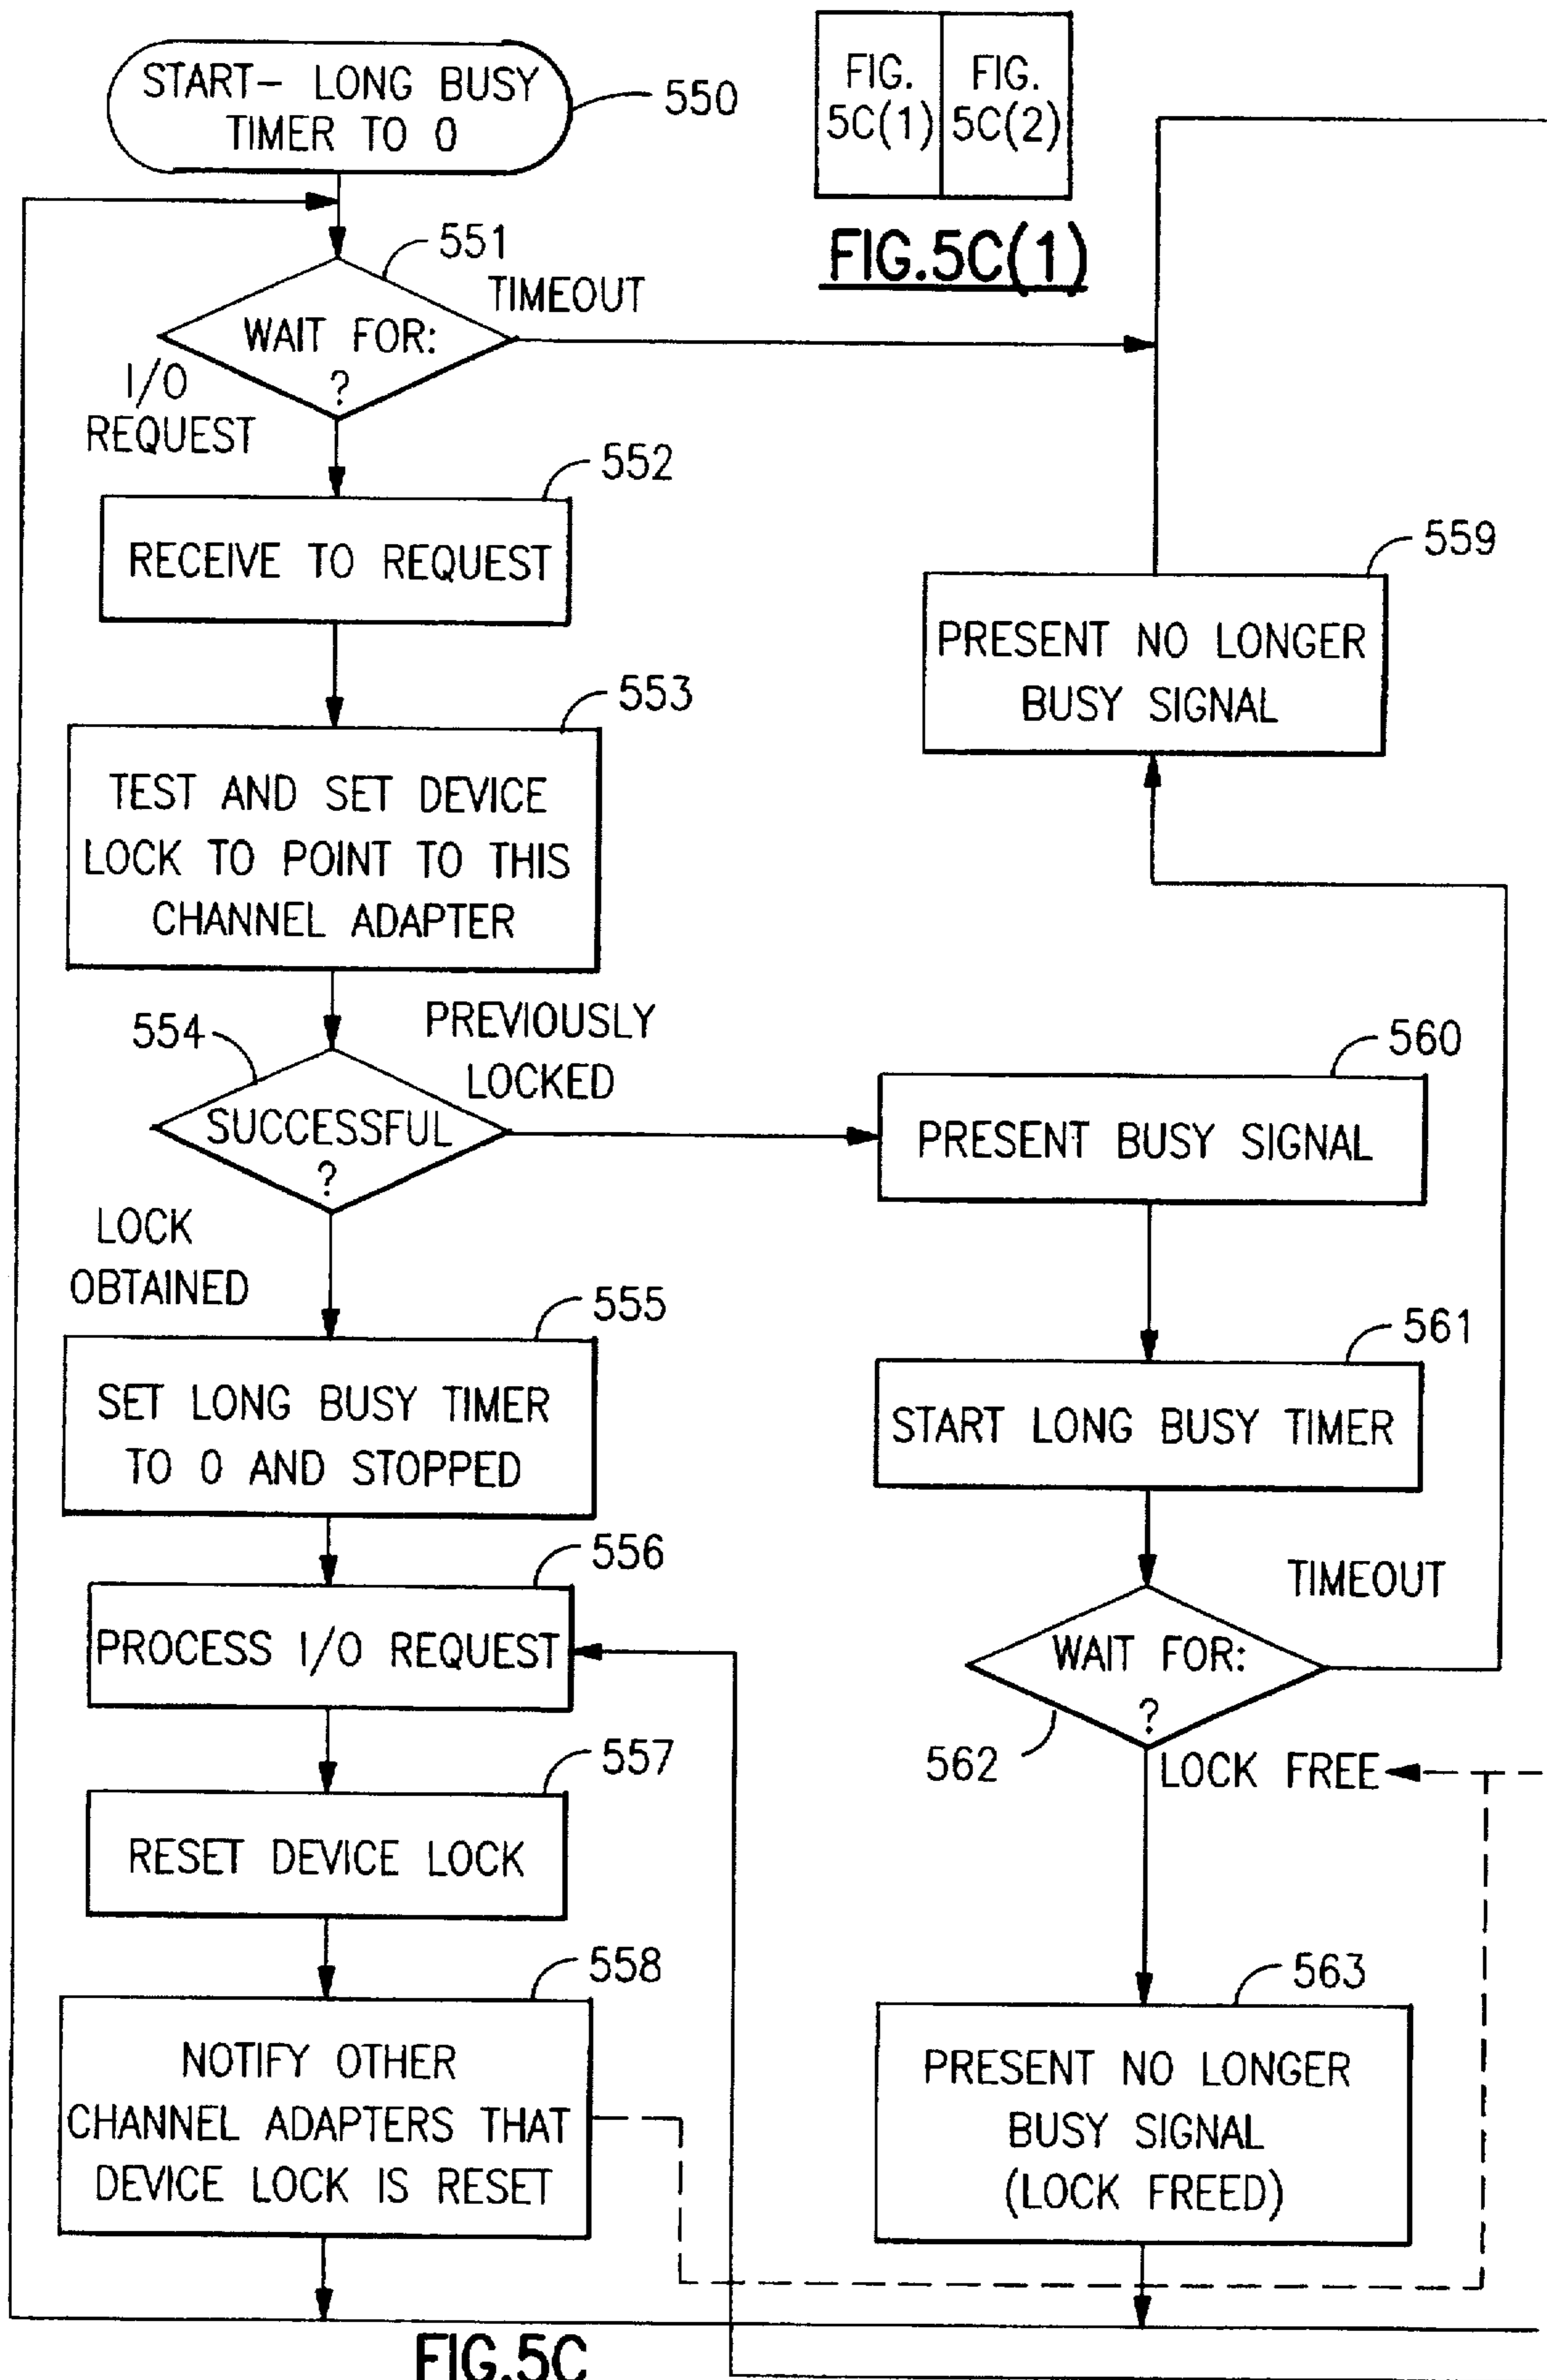 START- LONG BUSY
TIMER TO 0
550
FIG.
5C(1)
FIG.
5C(2)
FIG.5C(1)
551
TIMEOUT
WAIT FOR:
?
I/O
REQUEST
552
RECEIVE TO REQUEST
559
PRESENT NO LONGER
BUSY SIGNAL
553
TEST AND SET DEVICE
LOCK TO POINT TO THIS
CHANNEL ADAPTER
554
PREVIOUSLY
LOCKED
SUCCESSFUL
?
560
PRESENT BUSY SIGNAL
LOCK
OBTAINED
555
SET LONG BUSY TIMER
TO 0 AND STOPPED
561
START LONG BUSY TIMER
556
PROCESS I/O REQUEST
TIMEOUT
WAIT FOR:
?
562
LOCK FREE
557
RESET DEVICE LOCK
558
NOTIFY OTHER
CHANNEL ADAPTERS THAT
DEVICE LOCK IS RESET
563
PRESENT NO LONGER
BUSY SIGNAL
(LOCK FREED)
FIG.5C